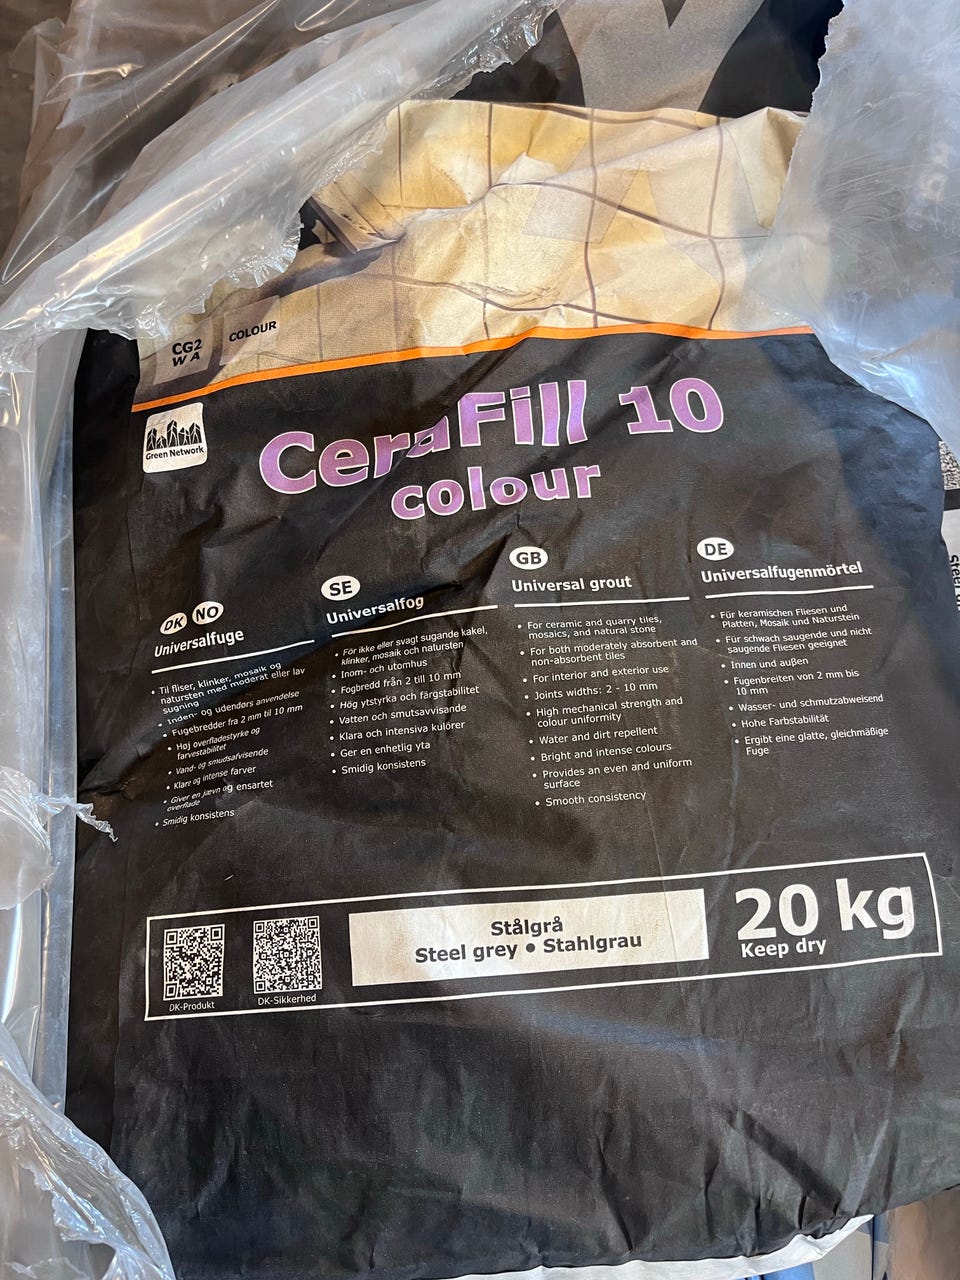 CG2
WA
COLOUR
Green Network
CeraFill 10
colour
DK NO
Universalfuge
• Til fliser, klinker, mosaik og
natursten med moderat eller lav
sugning
• Inden- og udendørs anvendelse
• Fugebredder fra 2 mm til 10 mm
• Høj overfladestyrke og
farvestabilitet
• Vand- og smudsafvisende
• Klare og intense farver
• Giver en jævn og ensartet
overflade
• Smidig konsistens
SE
Universalfog
• För ikke eller svagt sugande kakel,
klinker, mosaik och natursten
• Inom- och utomhus
• Fogbredd från 2 till 10 mm
• Hög ytstyrka och färgstabilitet
• Vatten och smutsavvisande
• Klara och intensiva kulörer
• Ger en enhetlig yta
• Smidig konsistens
GB
Universal grout
• For ceramic and quarry tiles,
mosaics, and natural stone
• For both moderately absorbent and
non-absorbent tiles
• For interior and exterior use
• Joints widths: 2 - 10 mm
• High mechanical strength and
colour uniformity
• Water and dirt repellent
• Bright and intense colours
• Provides an even and uniform
surface
• Smooth consistency
DE
Universalfugenmörtel
• Für keramischen Fliesen und
Platten, Mosaik und Naturstein
• Für schwach saugende und nicht
saugende Fliesen geeignet
• Innen und außen
• Fugenbreiten von 2 mm bis
10 mm
• Wasser- und schmutzabweisend
• Hohe Farbstabilität
• Ergibt eine glatte, gleichmäßige
Fuge
DK-Produkt
DK-Sikkerhed
Stålgrå
Steel grey • Stahlgrau
20 kg
Keep dry